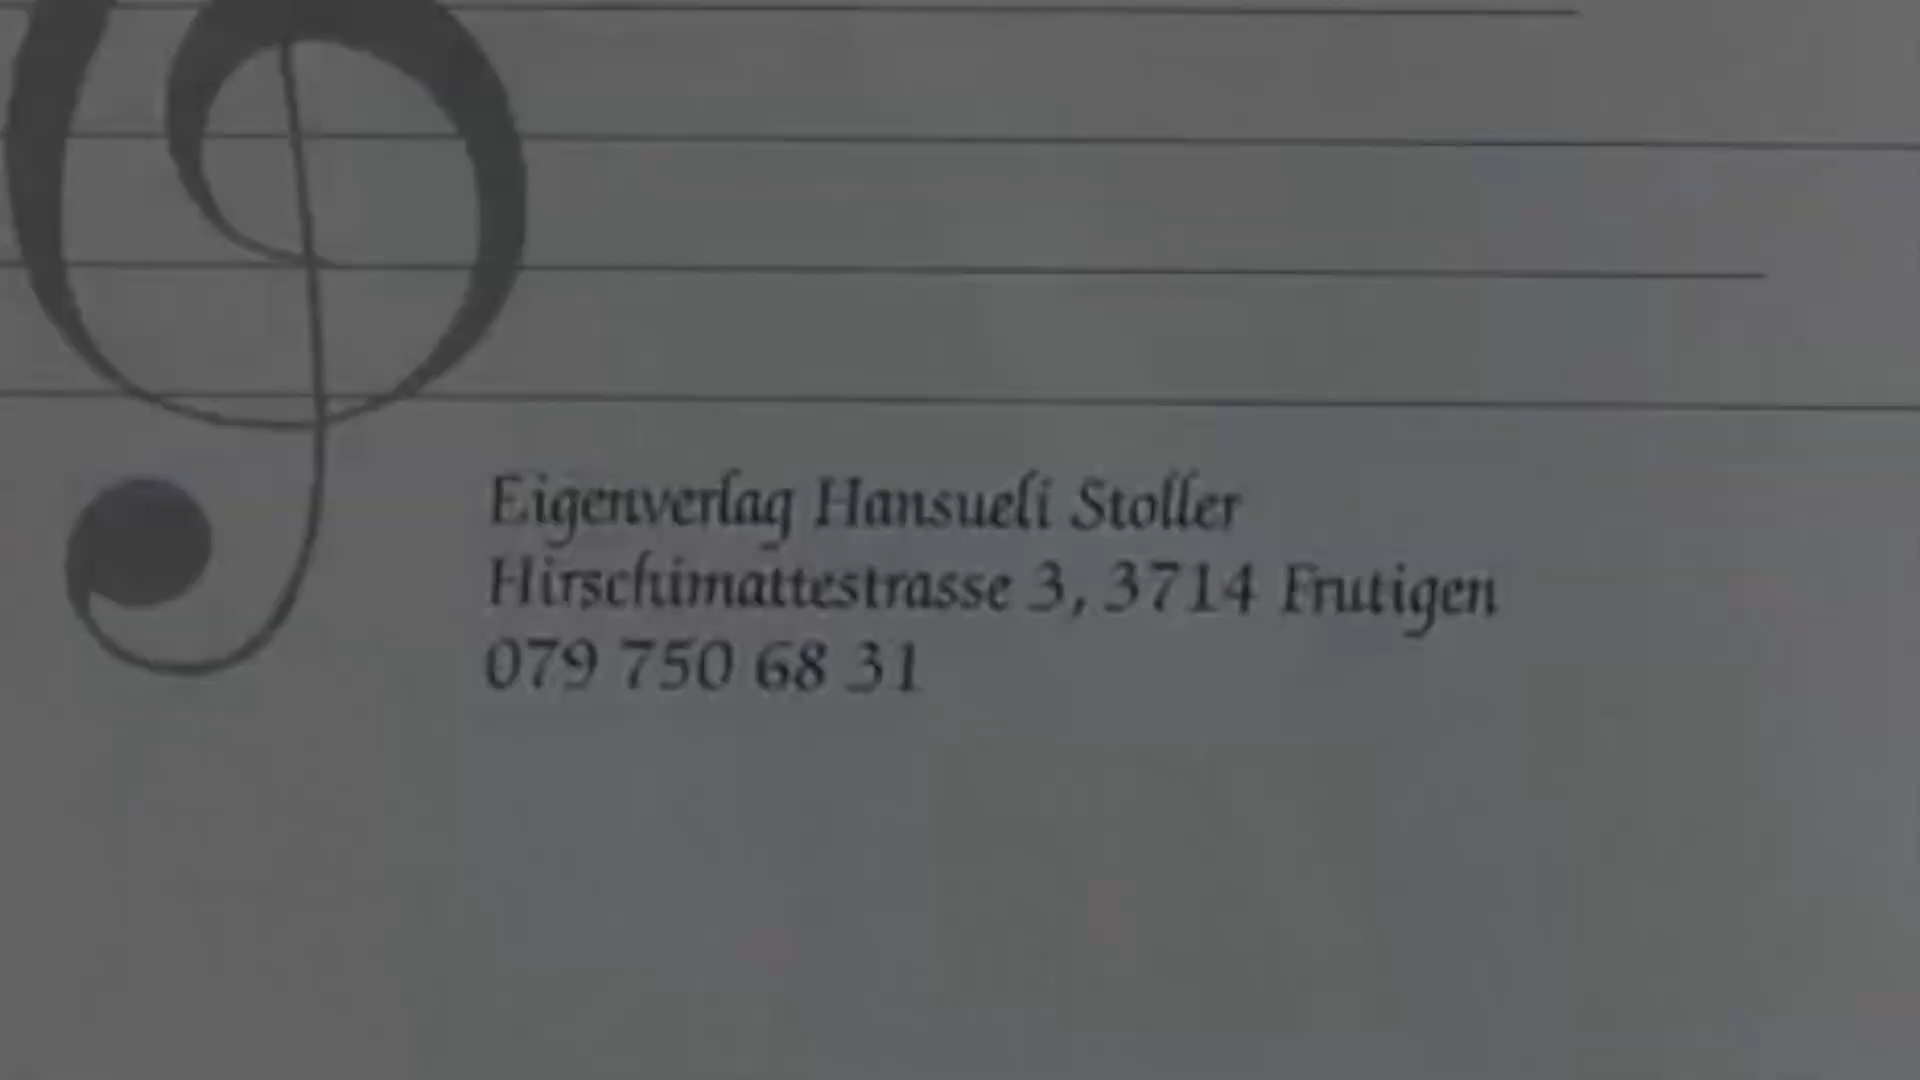 Eigenverlag Hansueli Stoller
Hirschimattestrasse 3, 3714 Frutigen
079 750 68 31